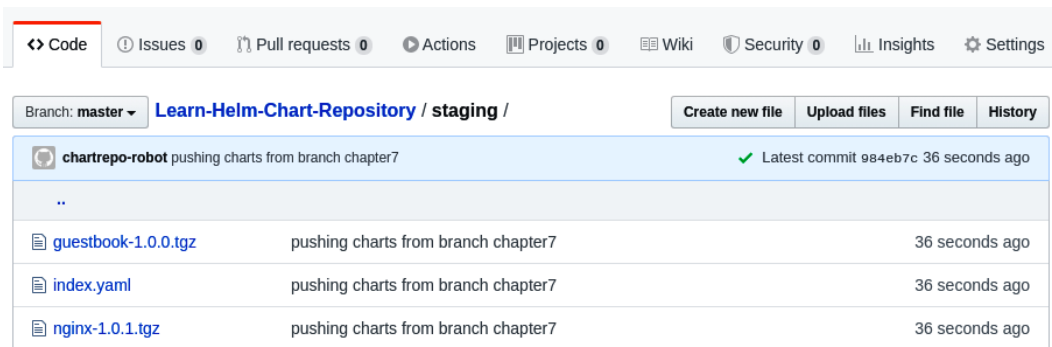 Code Issues 0 Pull requests 0 Actions Projects 0 Wiki Security 0 Insights Settings
Branch: master Learn-Helm-Chart-Repository / staging / Create new file Upload files Find file History
chartrepo-robot pushing charts from branch chapter7 Latest commit 984eb7c 36 seconds ago
..
guestbook-1.0.0.tgz pushing charts from branch chapter7 36 seconds ago
index.yaml pushing charts from branch chapter7 36 seconds ago
nginx-1.0.1.tgz pushing charts from branch chapter7 36 seconds ago